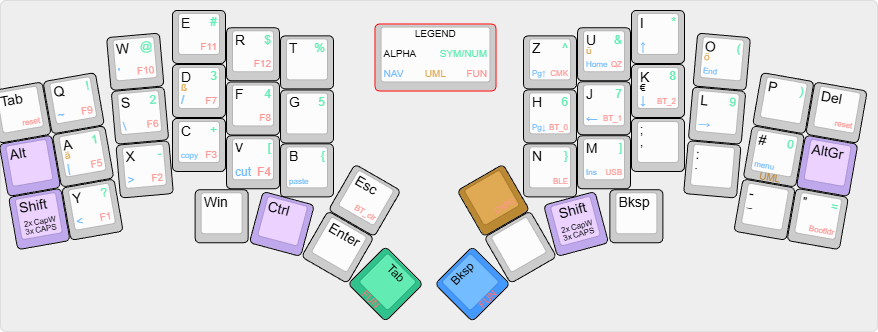 Tab
reset
Q !
~ F9
W @
' F10
E #
F11
R $
F12
T %
LEGEND
ALPHA SYM/NUM
NAV UML FUN
Z ^
Pg↑ CMK
U &
ü
Home QZ
I *
↑
O (
ö
End
P )
Del
reset
Alt
A 1
ä
| F5
S 2
\ F6
D 3
ß
/ F7
F 4
F8
G 5
H 6
Pg↓ BT_0
J 7
← BT_1
K 8
€
↓ BT_2
L 9
→
# 0
menu
UML
AltGr
Shift
2x CapW
3x CAPS
Y ?
< F1
X -
> F2
C +
copy F3
V [
cut F4
B {
paste
N }
BLE
M ]
Ins USB
;
,
:
.
_
-
" =
'
Bootldr
Win
Ctrl
Esc
BT_clr
Enter
Tab
Bksp
FUN
Shift
2x CapW
3x CAPS
Bksp